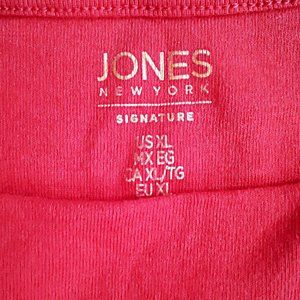 JONES
NEW YORK
SIGNATURE
US XL
MX EG
CA XL/TG
EU XL